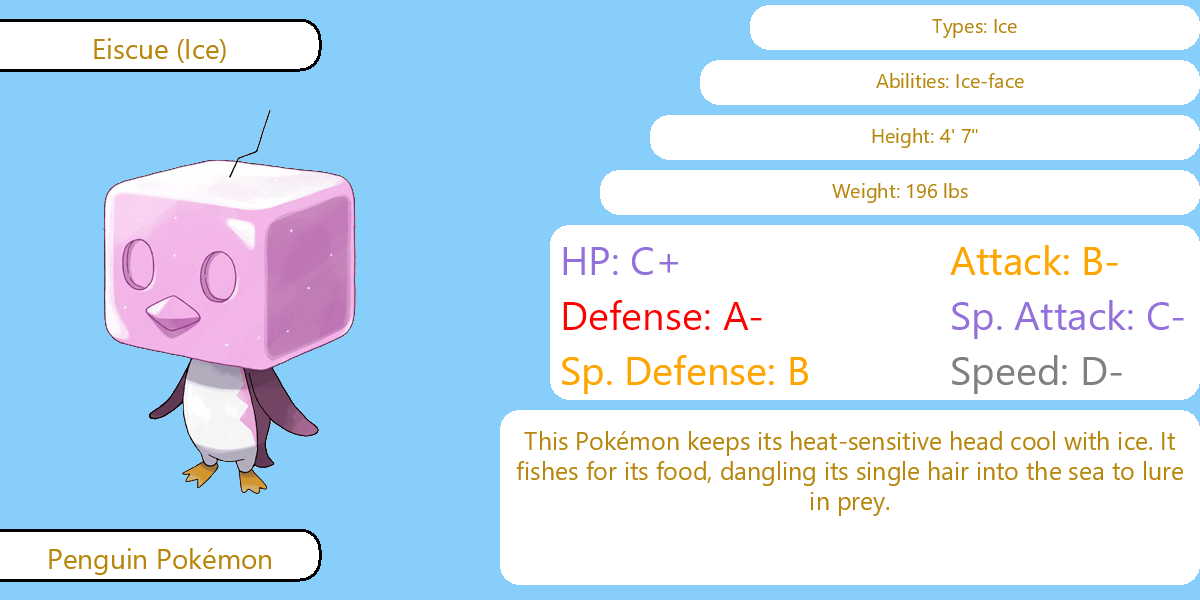 Eiscue (Ice)
Types: Ice
Abilities: Ice-face
Height: 4' 7"
Weight: 196 lbs
HP: C+
Attack: B-
Defense: A-
Sp. Attack: C-
Sp. Defense: B
Speed: D-
This Pokémon keeps its heat-sensitive head cool with ice. It
fishes for its food, dangling its single hair into the sea to lure
in prey.
Penguin Pokémon